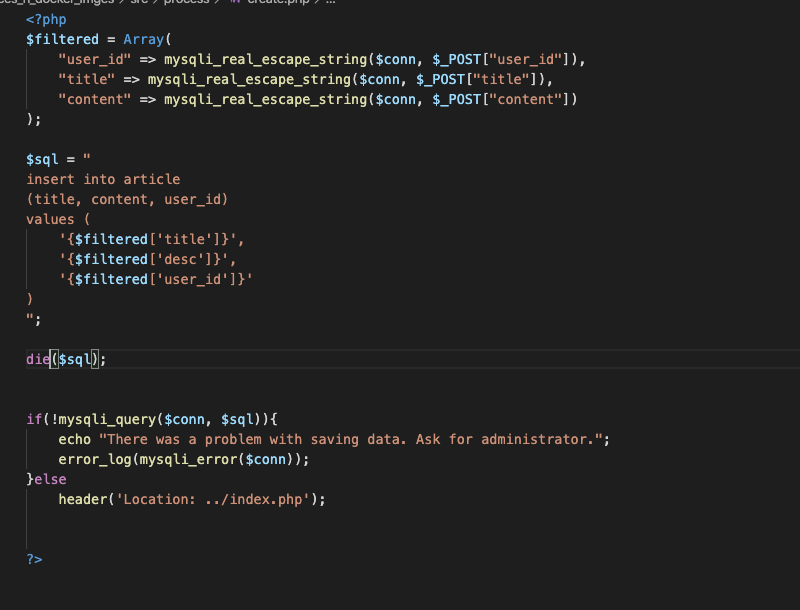 src > process > create.php > ...
<?php
$filtered = Array(
    "user_id" => mysqli_real_escape_string($conn, $_POST["user_id"]),
    "title" => mysqli_real_escape_string($conn, $_POST["title"]),
    "content" => mysqli_real_escape_string($conn, $_POST["content"])
);
$sql = "
insert into article
(title, content, user_id)
values (
    '{$filtered['title']}',
    '{$filtered['desc']}',
    '{$filtered['user_id']}'
)
";
die($sql);
if(!mysqli_query($conn, $sql)){
    echo "There was a problem with saving data. Ask for administrator.";
    error_log(mysqli_error($conn));
}else
    header('Location: ../index.php');
?>